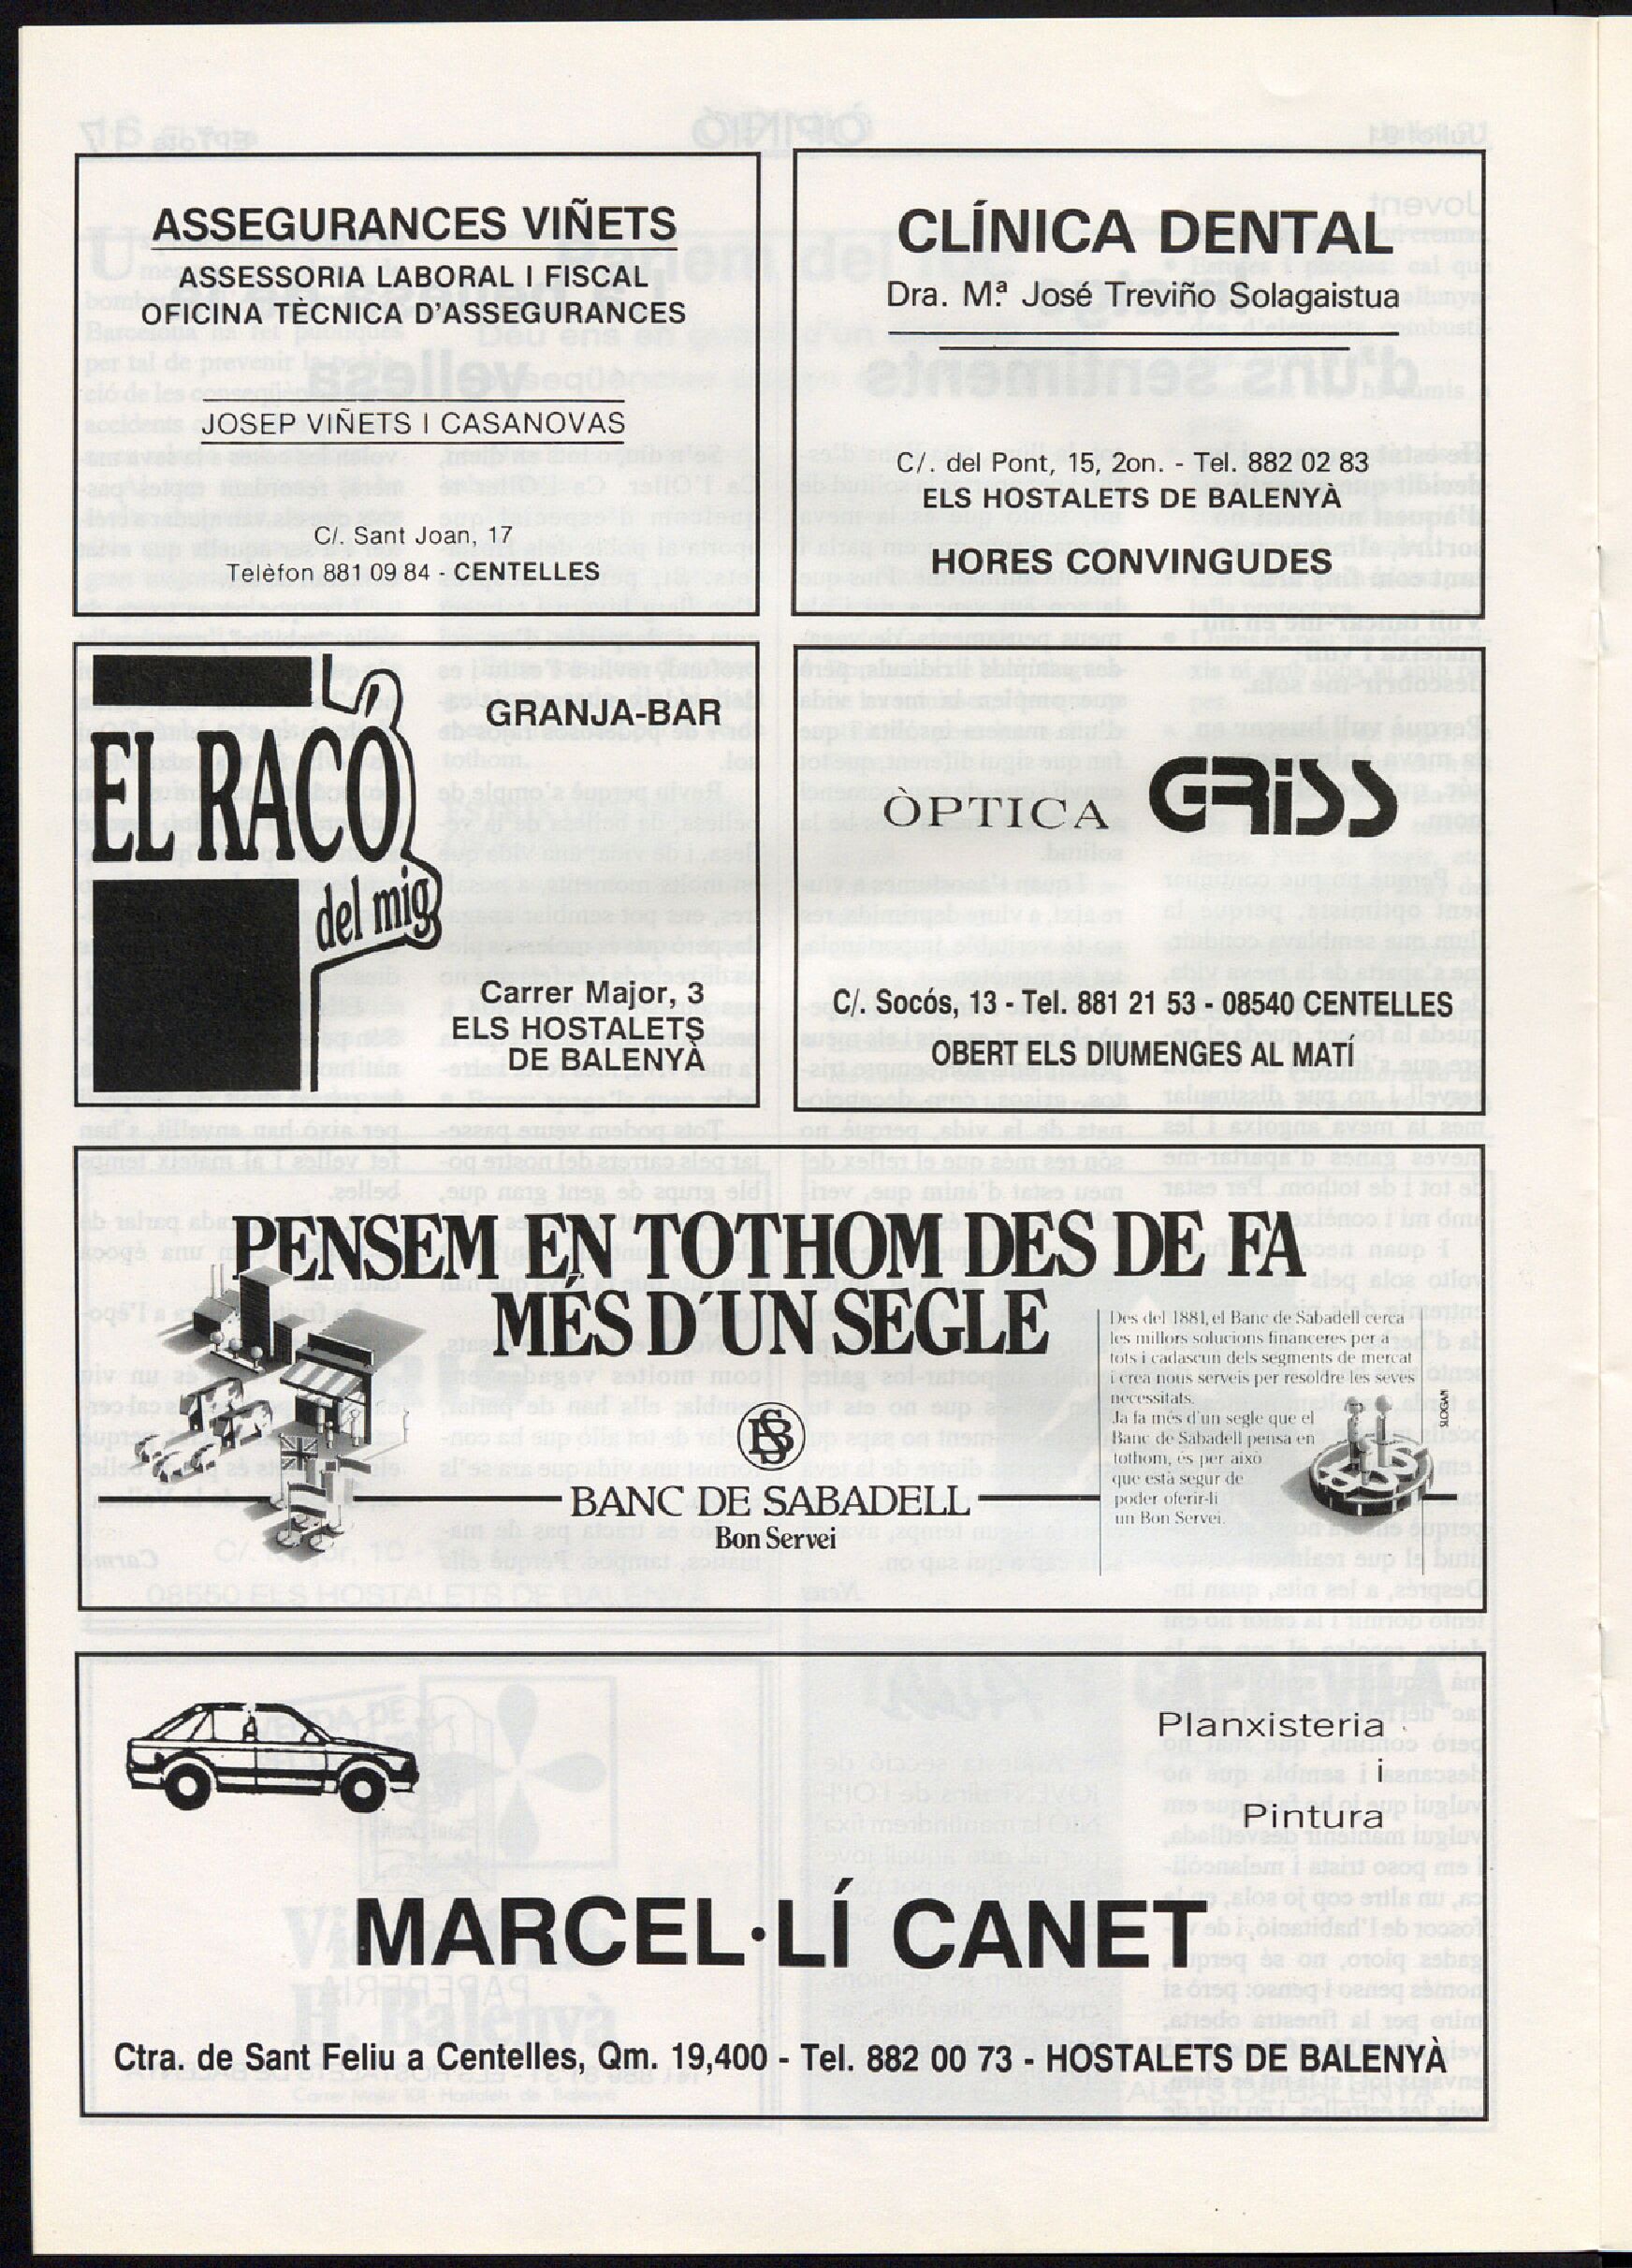 ASSEGURANCES VIÑETS
ASSESSORIA LABORAL I FISCAL
OFICINA TÈCNICA D'ASSEGURANCES
JOSEP VIÑETS I CASANOVAS
C/. Sant Joan, 17
Telèfon 881 09 84 - CENTELLES
CLÍNICA DENTAL
Dra. M.ª José Treviño Solagaistua
C/. del Pont, 15, 2on. - Tel. 882 02 83
ELS HOSTALETS DE BALENYÀ
HORES CONVINGUDES
EL RACO
del mig
GRANJA-BAR
Carrer Major, 3
ELS HOSTALETS
DE BALENYÀ
ÒPTICA GRISS
C/. Socós, 13 - Tel. 881 21 53 - 08540 CENTELLES
OBERT ELS DIUMENGES AL MATÍ
PENSEM EN TOTHOM DES DE FA
MÉS D'UN SEGLE
BS
BANC DE SABADELL
Bon Servei
Des del 1881, el Banc de Sabadell cerca
les millors solucions financeres per a
tots i cadascun dels segments de mercat
i crea nous serveis per resoldre les seves
necessitats.
Ja fa més d'un segle que el
Banc de Sabadell pensa en
tothom, és per això
que està segur de
poder oferir-li
un Bon Servei.
SLOGAN
Planxisteria
i
Pintura
MARCEL·LÍ CANET
Ctra. de Sant Feliu a Centelles, Qm. 19,400 - Tel. 882 00 73 - HOSTALETS DE BALENYÀ